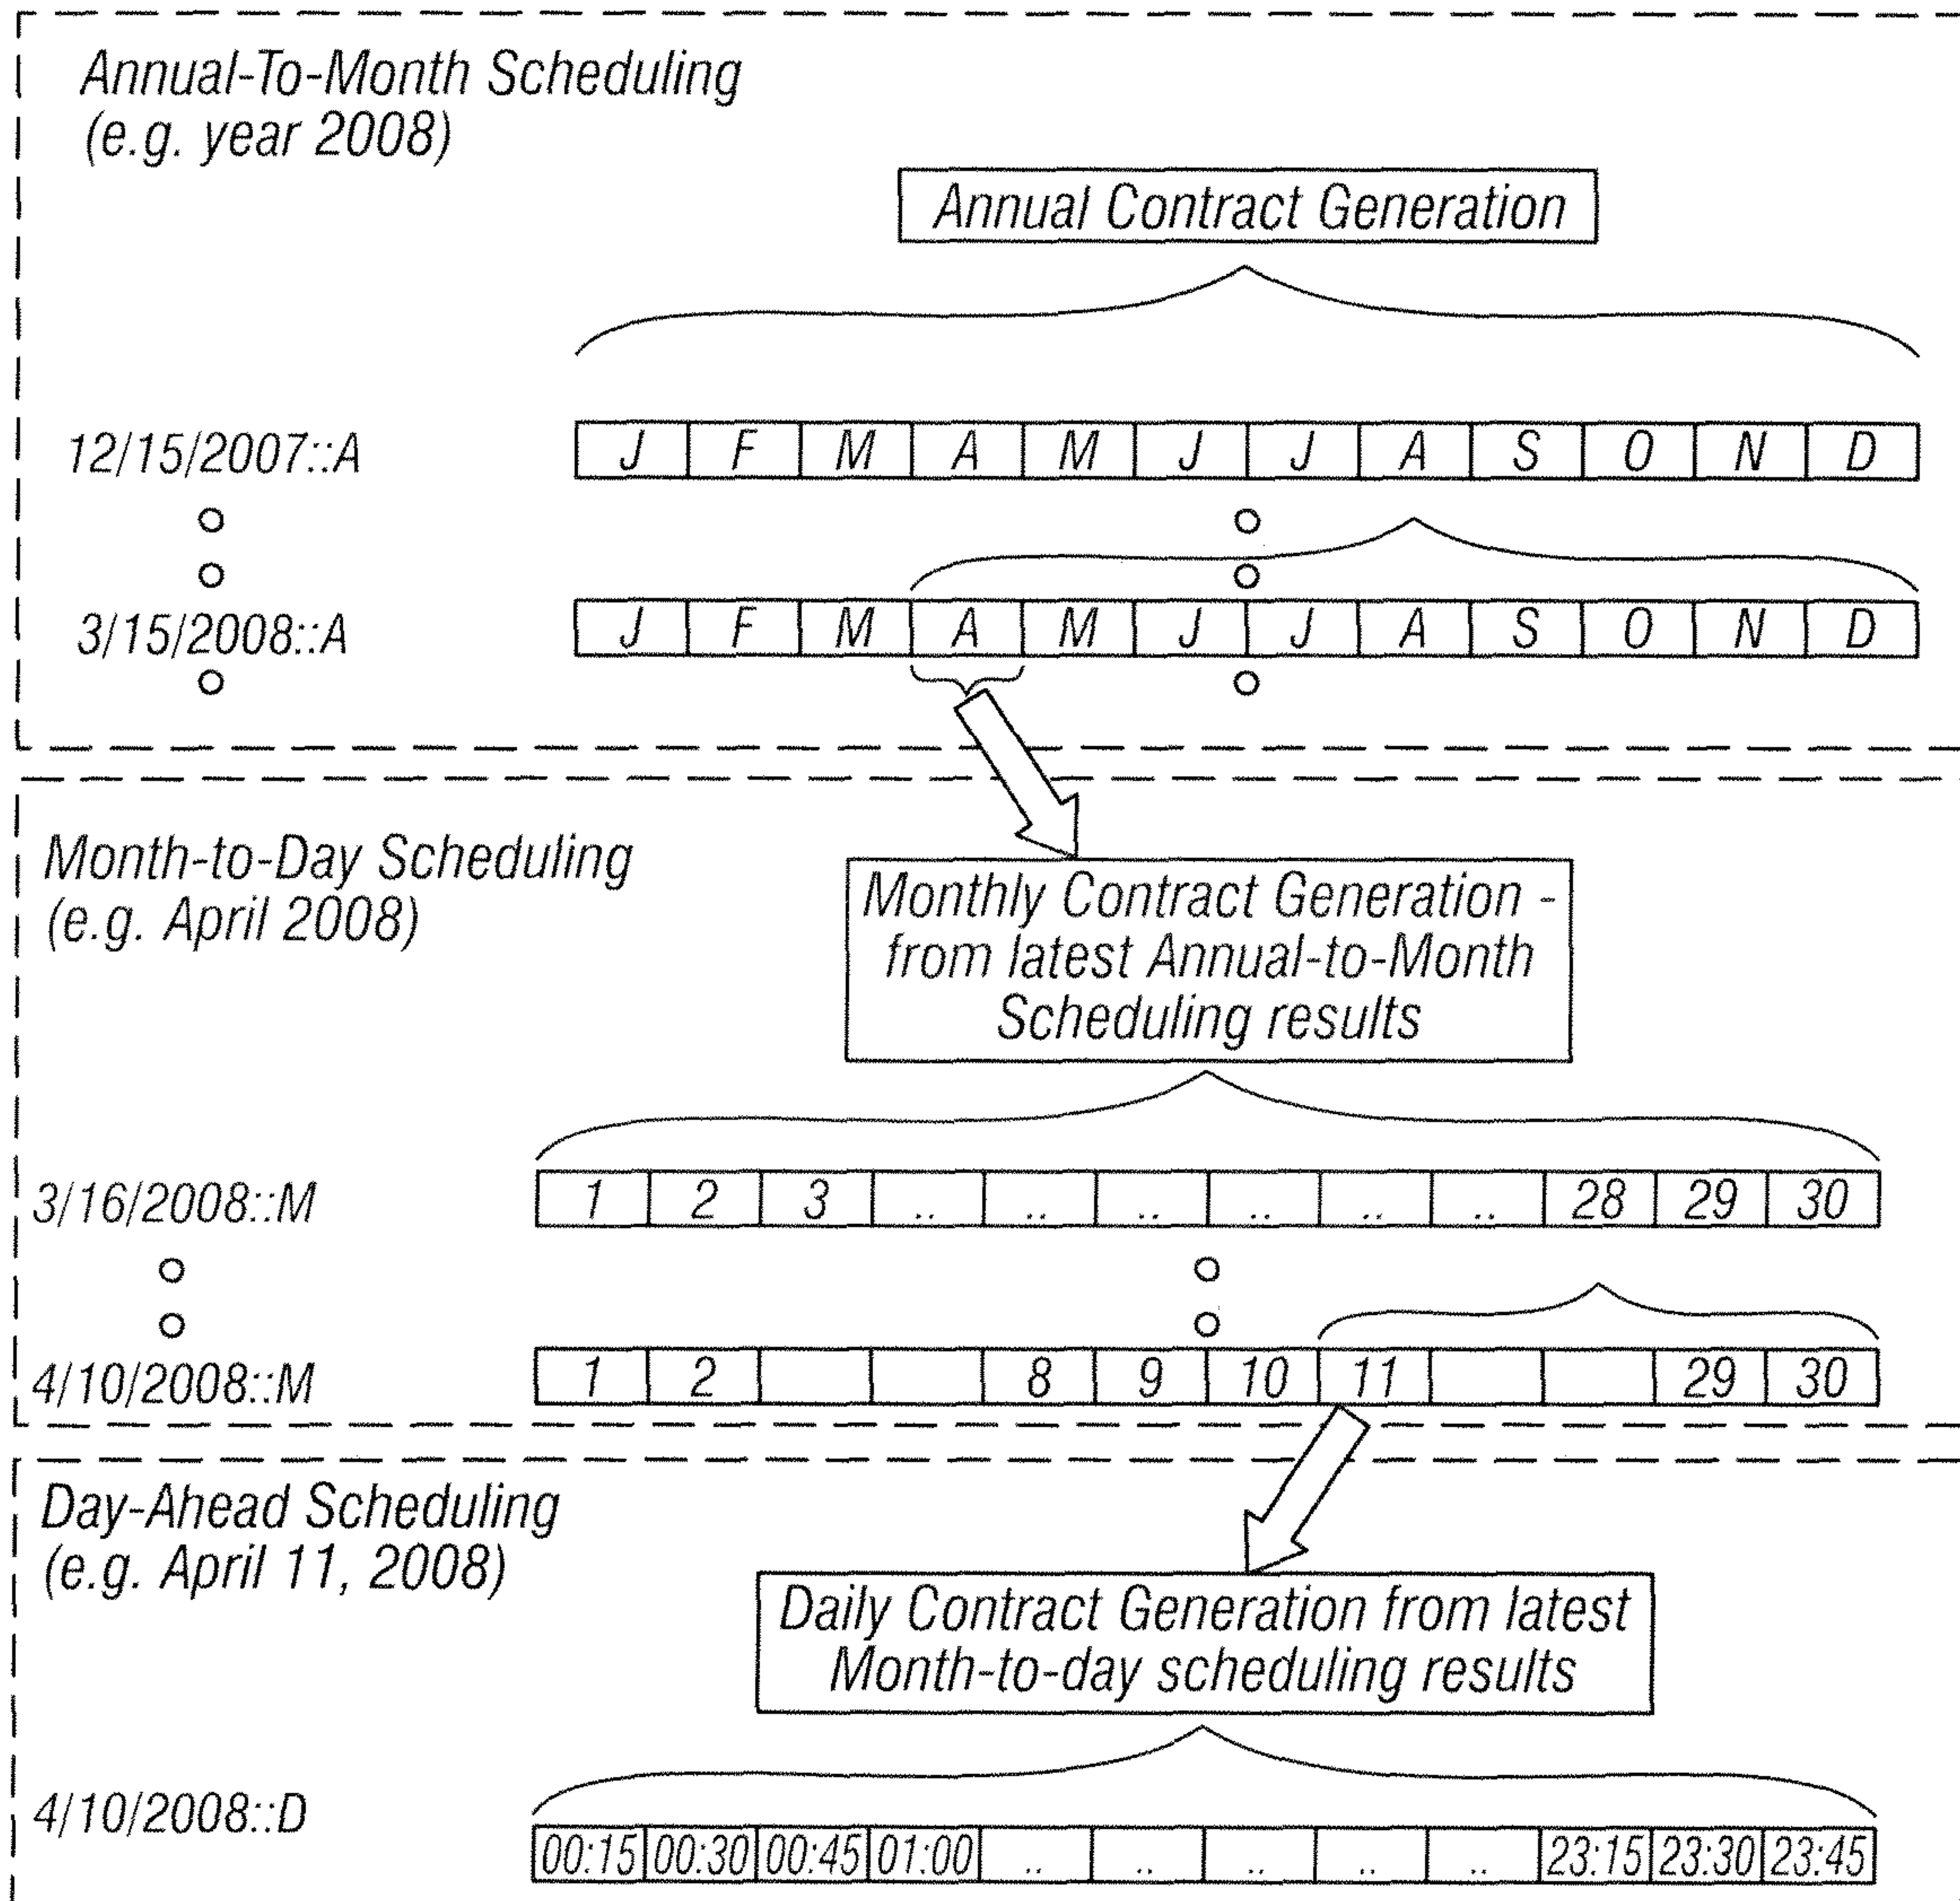 Annual-To-Month Scheduling
(e.g. year 2008)
Annual Contract Generation
12/15/2007::A
J F M A M J J A S O N D
3/15/2008::A
J F M A M J J A S O N D
Month-to-Day Scheduling
(e.g. April 2008)
Monthly Contract Generation -
from latest Annual-to-Month
Scheduling results
3/16/2008::M
1 2 3 .. .. .. .. .. .. 28 29 30
4/10/2008::M
1 2 8 9 10 11 29 30
Day-Ahead Scheduling
(e.g. April 11, 2008)
Daily Contract Generation from latest
Month-to-day scheduling results
4/10/2008::D
00:15 00:30 00:45 01:00 .. .. .. .. .. 23:15 23:30 23:45